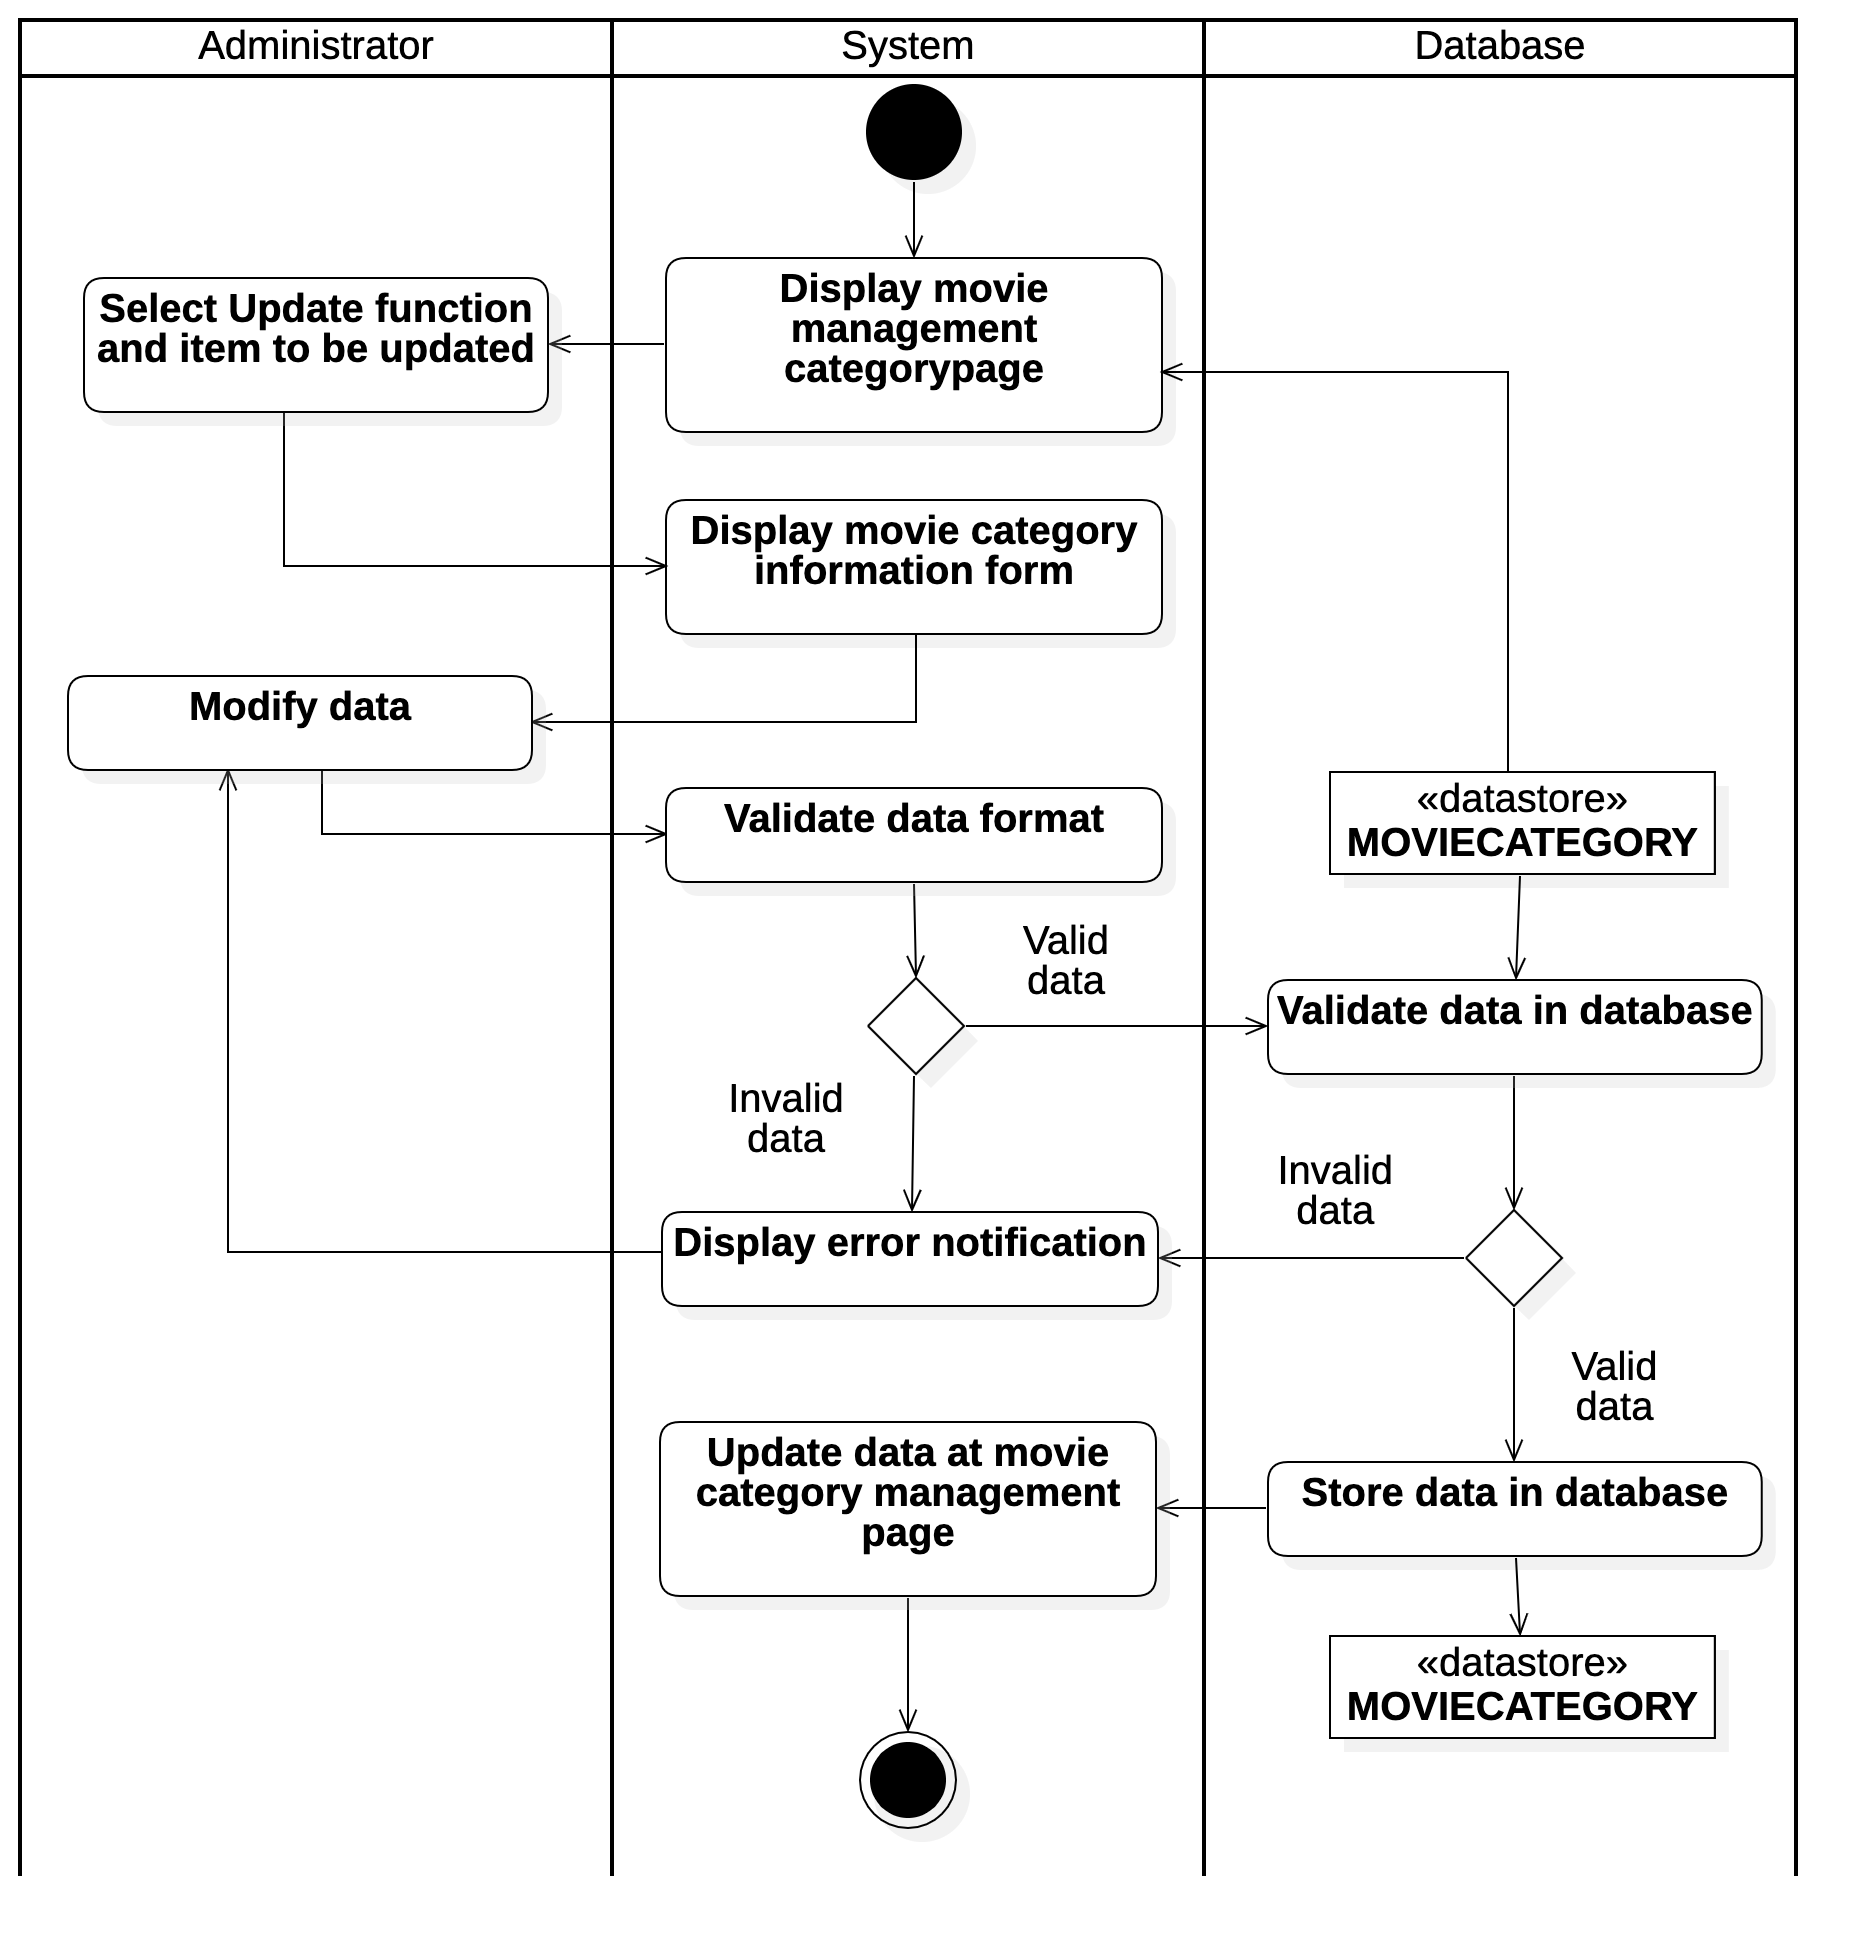 Administrator
System
Database
Display movie
management
categorypage
Select Update function
and item to be updated
Display movie category
information form
Modify data
Validate data format
«datastore»
MOVIECATEGORY
Valid
data
Validate data in database
Invalid
data
Invalid
data
Display error notification
Valid
data
Update data at movie
category management
page
Store data in database
«datastore»
MOVIECATEGORY